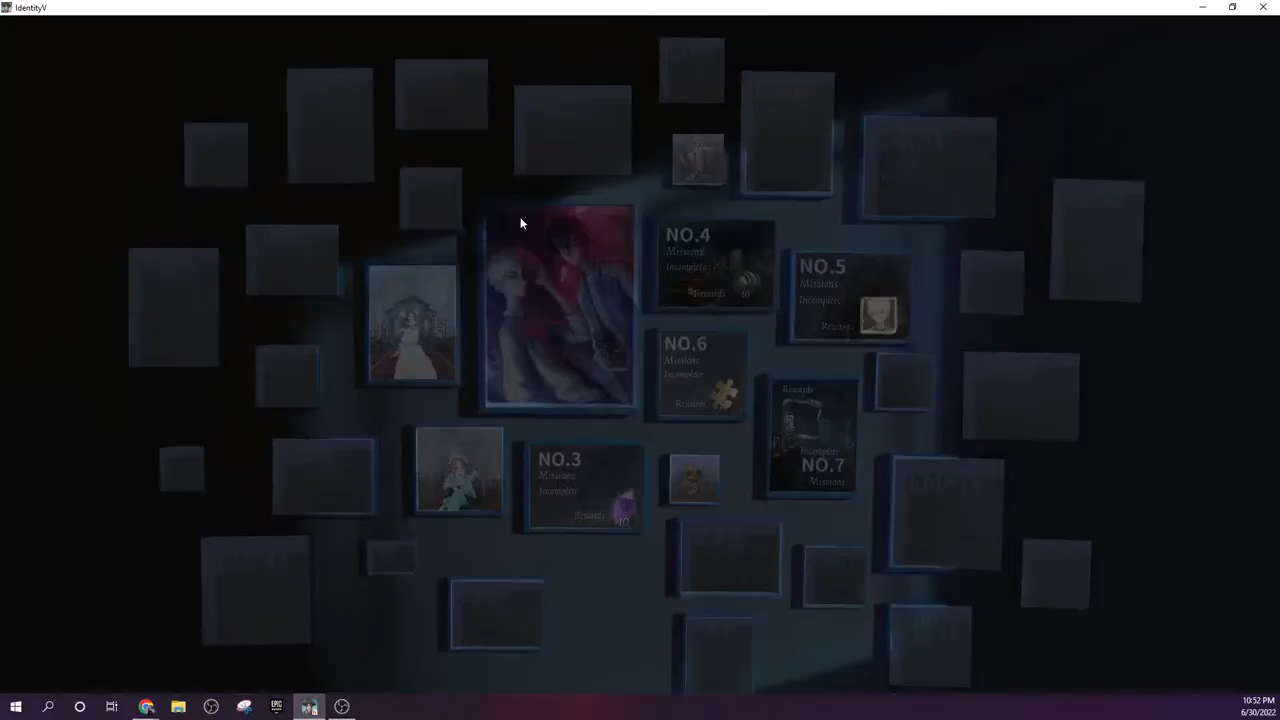 IdentityV
NO.4
Missions
Incomplete
Rewards
10
NO.5
Missions
Incomplete
Rewards
NO.6
Missions
Incomplete
Rewards
Rewards
Incomplete
NO.7
Missions
NO.3
Missions
Incomplete
Rewards
10
EMPTY
10:52 PM
6/30/2022